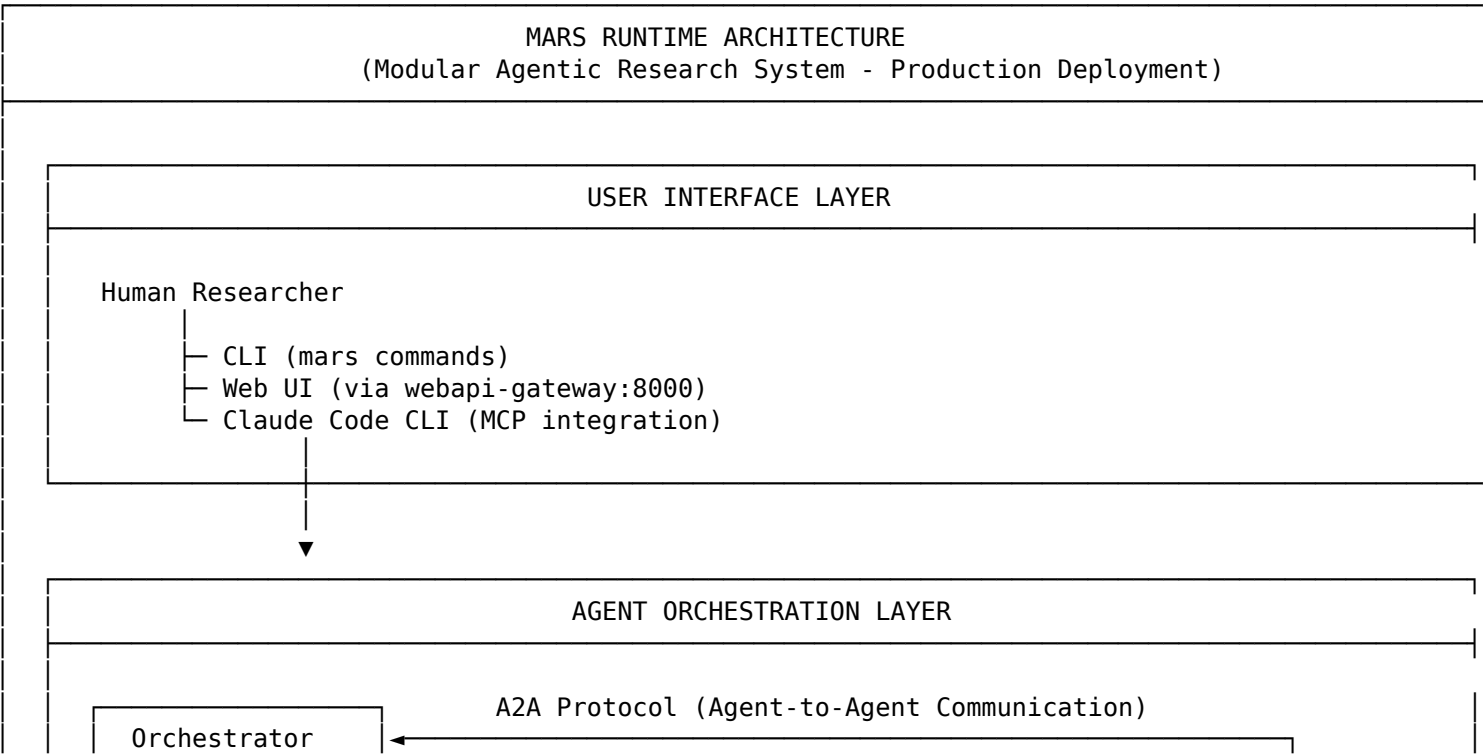 MARS RUNTIME ARCHITECTURE
(Modular Agentic Research System - Production Deployment)
USER INTERFACE LAYER
Human Researcher
CLI (mars commands)
Web UI (via webapi-gateway:8000)
Claude Code CLI (MCP integration)
AGENT ORCHESTRATION LAYER
A2A Protocol (Agent-to-Agent Communication)
Orchestrator